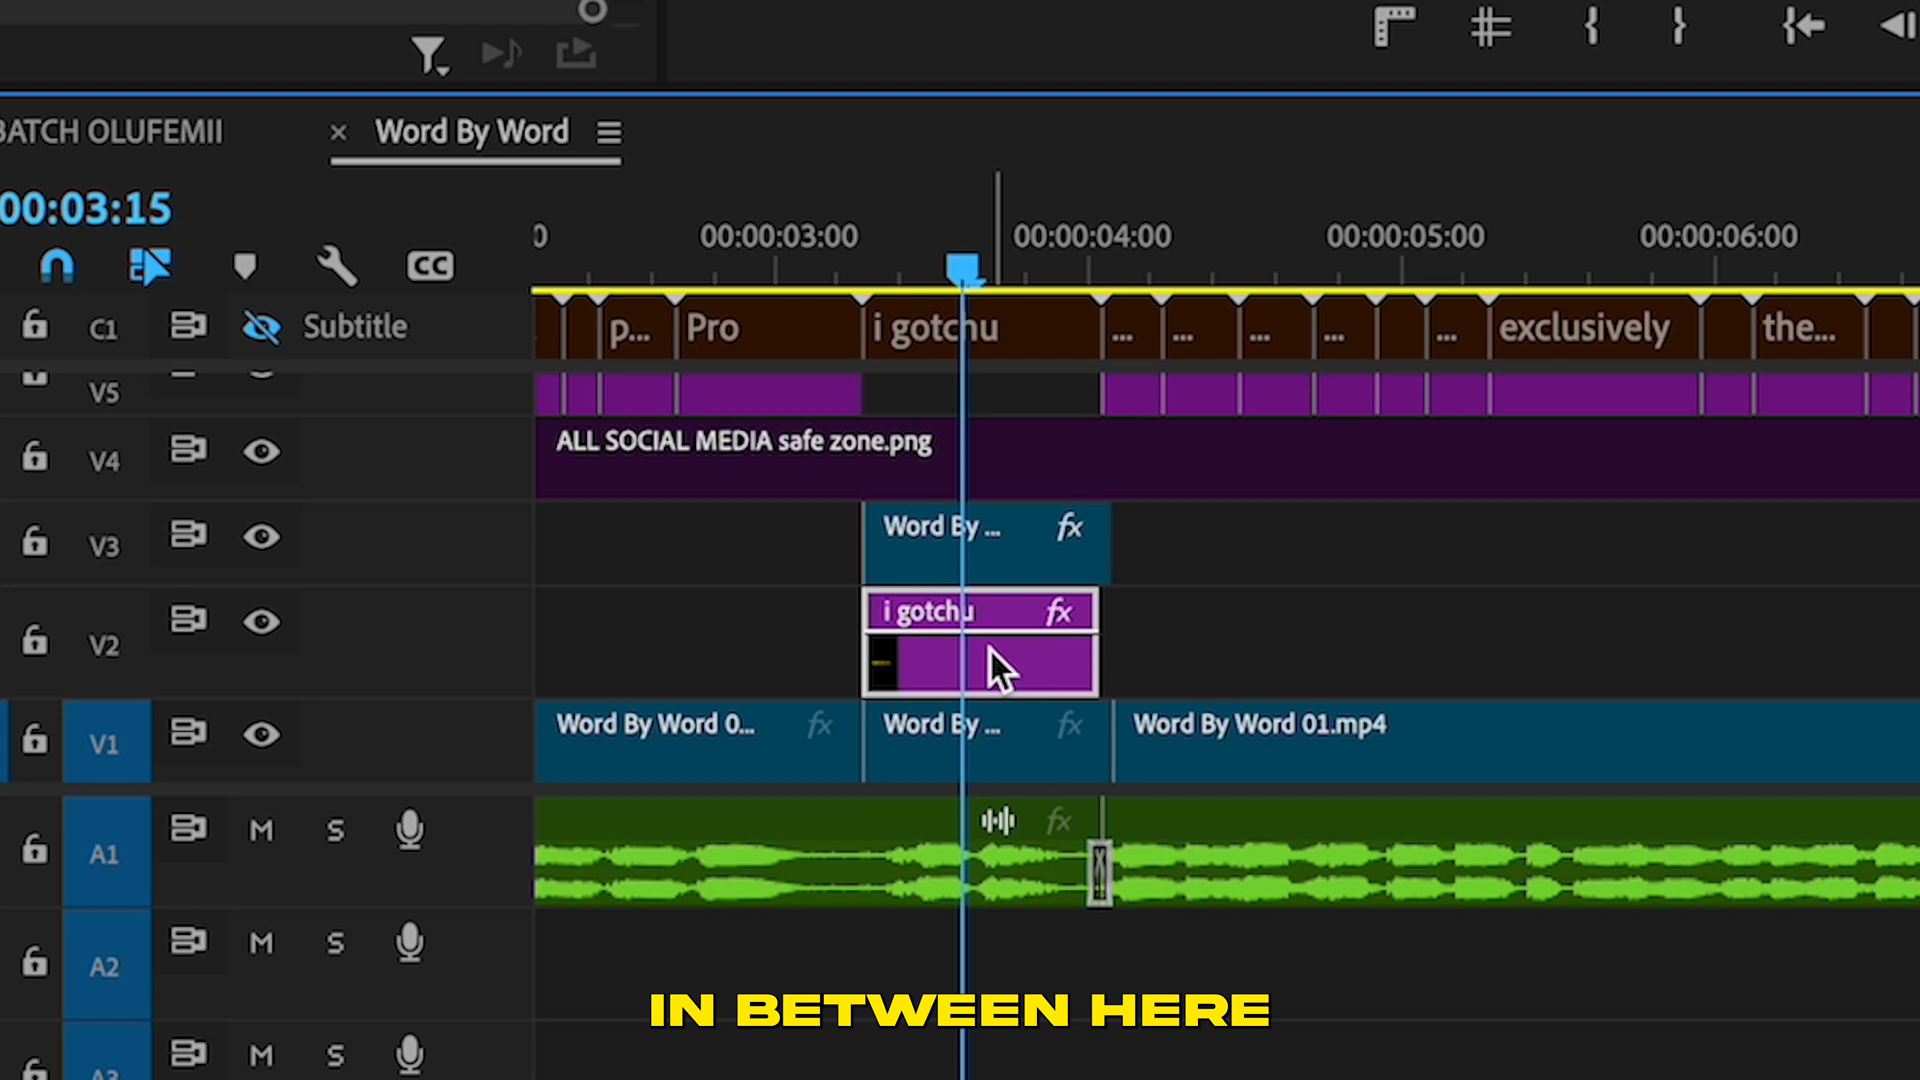 BATCH OLUFEMII
× Word By Word
00:03:15
0 00:00:03:00 00:00:04:00 00:00:05:00 00:00:06:00
CC
C1 Subtitle p... Pro i gotchu ... ... ... ... ... exclusively the...
V5
V4 ALL SOCIAL MEDIA safe zone.png
V3 Word By ... fx
V2 i gotchu fx
V1 Word By Word 0... fx Word By ... fx Word By Word 01.mp4
A1 M S fx
A2 M S
IN BETWEEN HERE
A3 M S